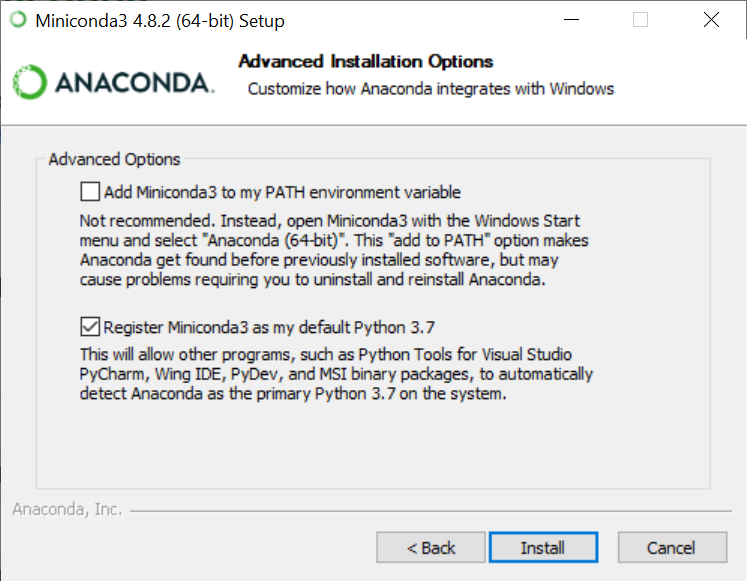 Miniconda3 4.8.2 (64-bit) Setup
ANACONDA.
Advanced Installation Options
Customize how Anaconda integrates with Windows
Advanced Options
Add Miniconda3 to my PATH environment variable
Not recommended. Instead, open Miniconda3 with the Windows Start
menu and select "Anaconda (64-bit)". This "add to PATH" option makes
Anaconda get found before previously installed software, but may
cause problems requiring you to uninstall and reinstall Anaconda.
Register Miniconda3 as my default Python 3.7
This will allow other programs, such as Python Tools for Visual Studio
PyCharm, Wing IDE, PyDev, and MSI binary packages, to automatically
detect Anaconda as the primary Python 3.7 on the system.
Anaconda, Inc.
< Back
Install
Cancel